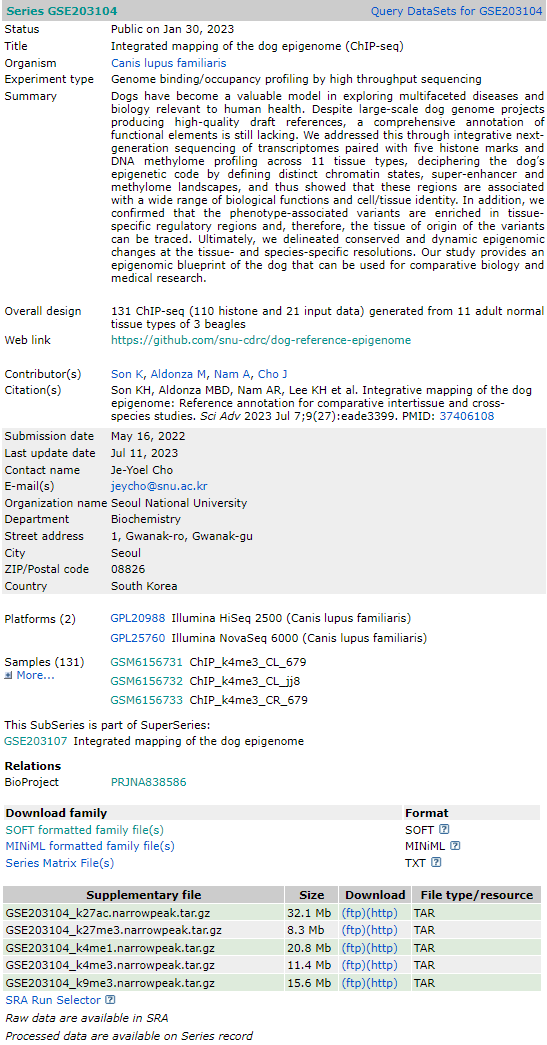 Series GSE203104 Query DataSets for GSE203104
Status Public on Jan 30, 2023
Title Integrated mapping of the dog epigenome (ChIP-seq)
Organism Canis lupus familiaris
Experiment type Genome binding/occupancy profiling by high throughput sequencing
Summary Dogs have become a valuable model in exploring multifaceted diseases and
biology relevant to human health. Despite large-scale dog genome projects
producing high-quality draft references, a comprehensive annotation of
functional elements is still lacking. We addressed this through integrative next-
generation sequencing of transcriptomes paired with five histone marks and
DNA methylome profiling across 11 tissue types, deciphering the dog's
epigenetic code by defining distinct chromatin states, super-enhancer and
methylome landscapes, and thus showed that these regions are associated
with a wide range of biological functions and cell/tissue identity. In addition, we
confirmed that the phenotype-associated variants are enriched in tissue-
specific regulatory regions and, therefore, the tissue of origin of the variants
can be traced. Ultimately, we delineated conserved and dynamic epigenomic
changes at the tissue- and species-specific resolutions. Our study provides an
epigenomic blueprint of the dog that can be used for comparative biology and
medical research.
Overall design 131 ChIP-seq (110 histone and 21 input data) generated from 11 adult normal
tissue types of 3 beagles
Web link https://github.com/snu-cdrc/dog-reference-epigenome
Contributor(s) Son K, Aldonza M, Nam A, Cho J
Citation(s) Son KH, Aldonza MBD, Nam AR, Lee KH et al. Integrative mapping of the dog
epigenome: Reference annotation for comparative intertissue and cross-
species studies. Sci Adv 2023 Jul 7;9(27):eade3399. PMID: 37406108
Submission date May 16, 2022
Last update date Jul 11, 2023
Contact name Je-Yoel Cho
E-mail(s) jeycho@snu.ac.kr
Organization name Seoul National University
Department Biochemistry
Street address 1, Gwanak-ro, Gwanak-gu
City Seoul
ZIP/Postal code 08826
Country South Korea
Platforms (2) GPL20988 Illumina HiSeq 2500 (Canis lupus familiaris)
GPL25760 Illumina NovaSeq 6000 (Canis lupus familiaris)
Samples (131) GSM6156731 ChIP_k4me3_CL_679
More... GSM6156732 ChIP_k4me3_CL_jj8
GSM6156733 ChIP_k4me3_CR_679
This SubSeries is part of SuperSeries:
GSE203107 Integrated mapping of the dog epigenome
Relations
BioProject PRJNA838586
Download family Format
SOFT formatted family file(s) SOFT ?
MINiML formatted family file(s) MINiML ?
Series Matrix File(s) TXT ?
Supplementary file Size Download File type/resource
GSE203104_k27ac.narrowpeak.tar.gz 32.1 Mb (ftp)(http) TAR
GSE203104_k27me3.narrowpeak.tar.gz 8.3 Mb (ftp)(http) TAR
GSE203104_k4me1.narrowpeak.tar.gz 20.8 Mb (ftp)(http) TAR
GSE203104_k4me3.narrowpeak.tar.gz 11.4 Mb (ftp)(http) TAR
GSE203104_k9me3.narrowpeak.tar.gz 15.6 Mb (ftp)(http) TAR
SRA Run Selector ?
Raw data are available in SRA
Processed data are available on Series record